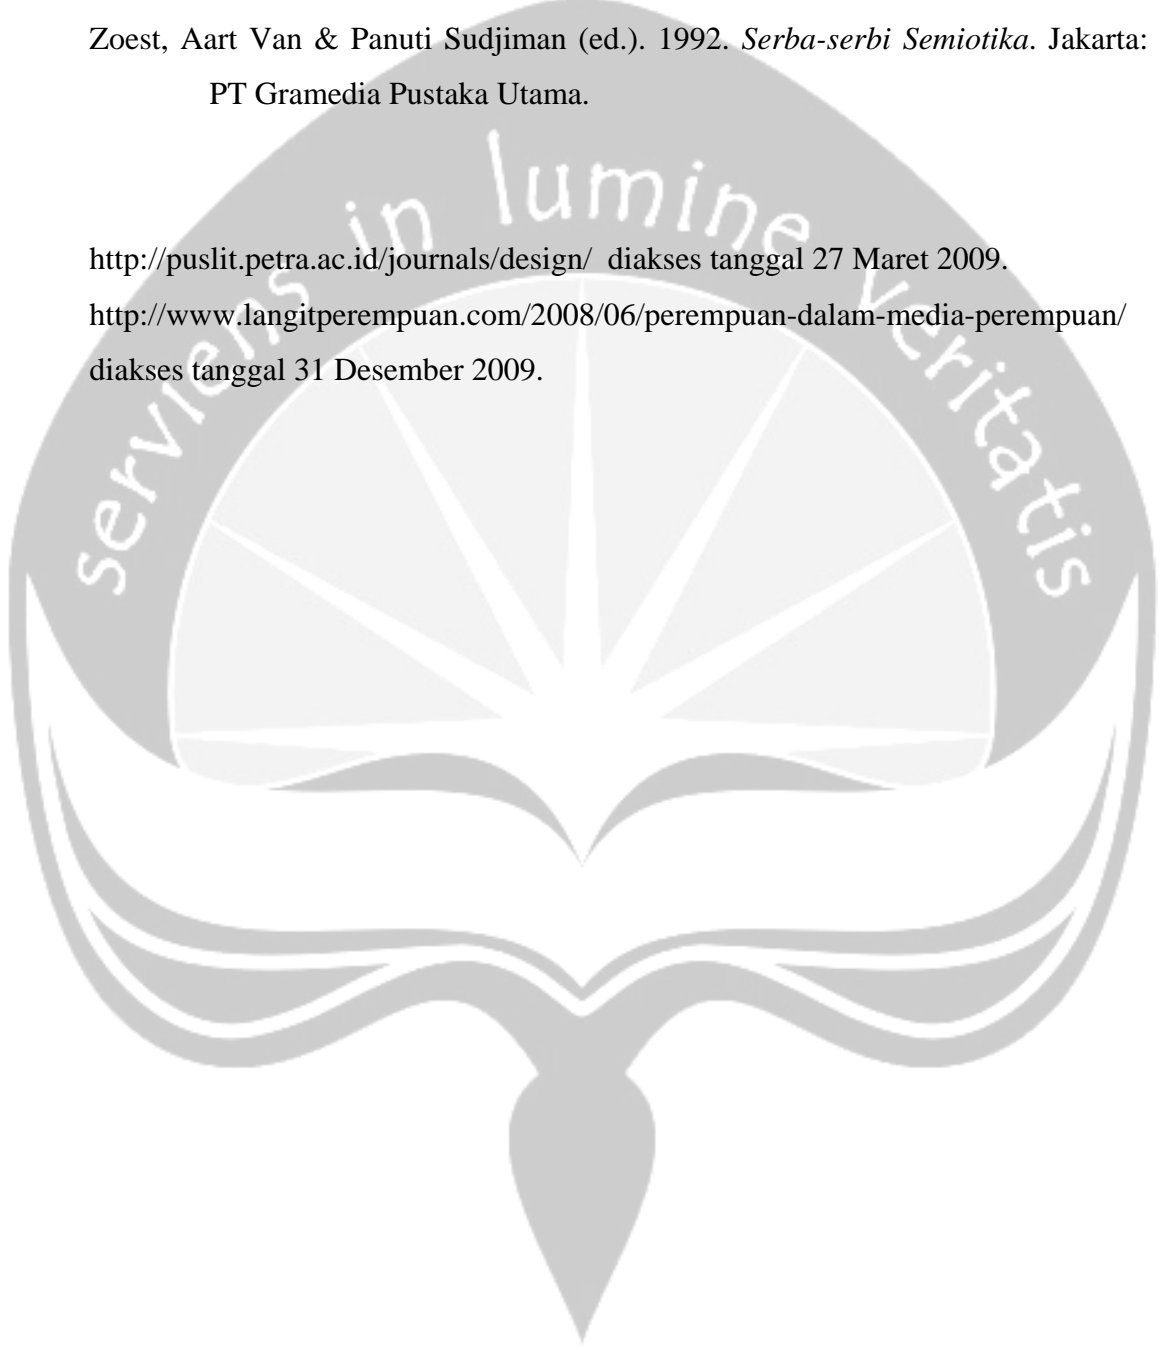 Zoest, Aart Van & Panuti Sudjiman (ed.). 1992. Serba-serbi Semiotika. Jakarta:
PT Gramedia Pustaka Utama.
serviens in lumine veritatis
http://puslit.petra.ac.id/journals/design/ diakses tanggal 27 Maret 2009.
http://www.langitperempuan.com/2008/06/perempuan-dalam-media-perempuan/
diakses tanggal 31 Desember 2009.